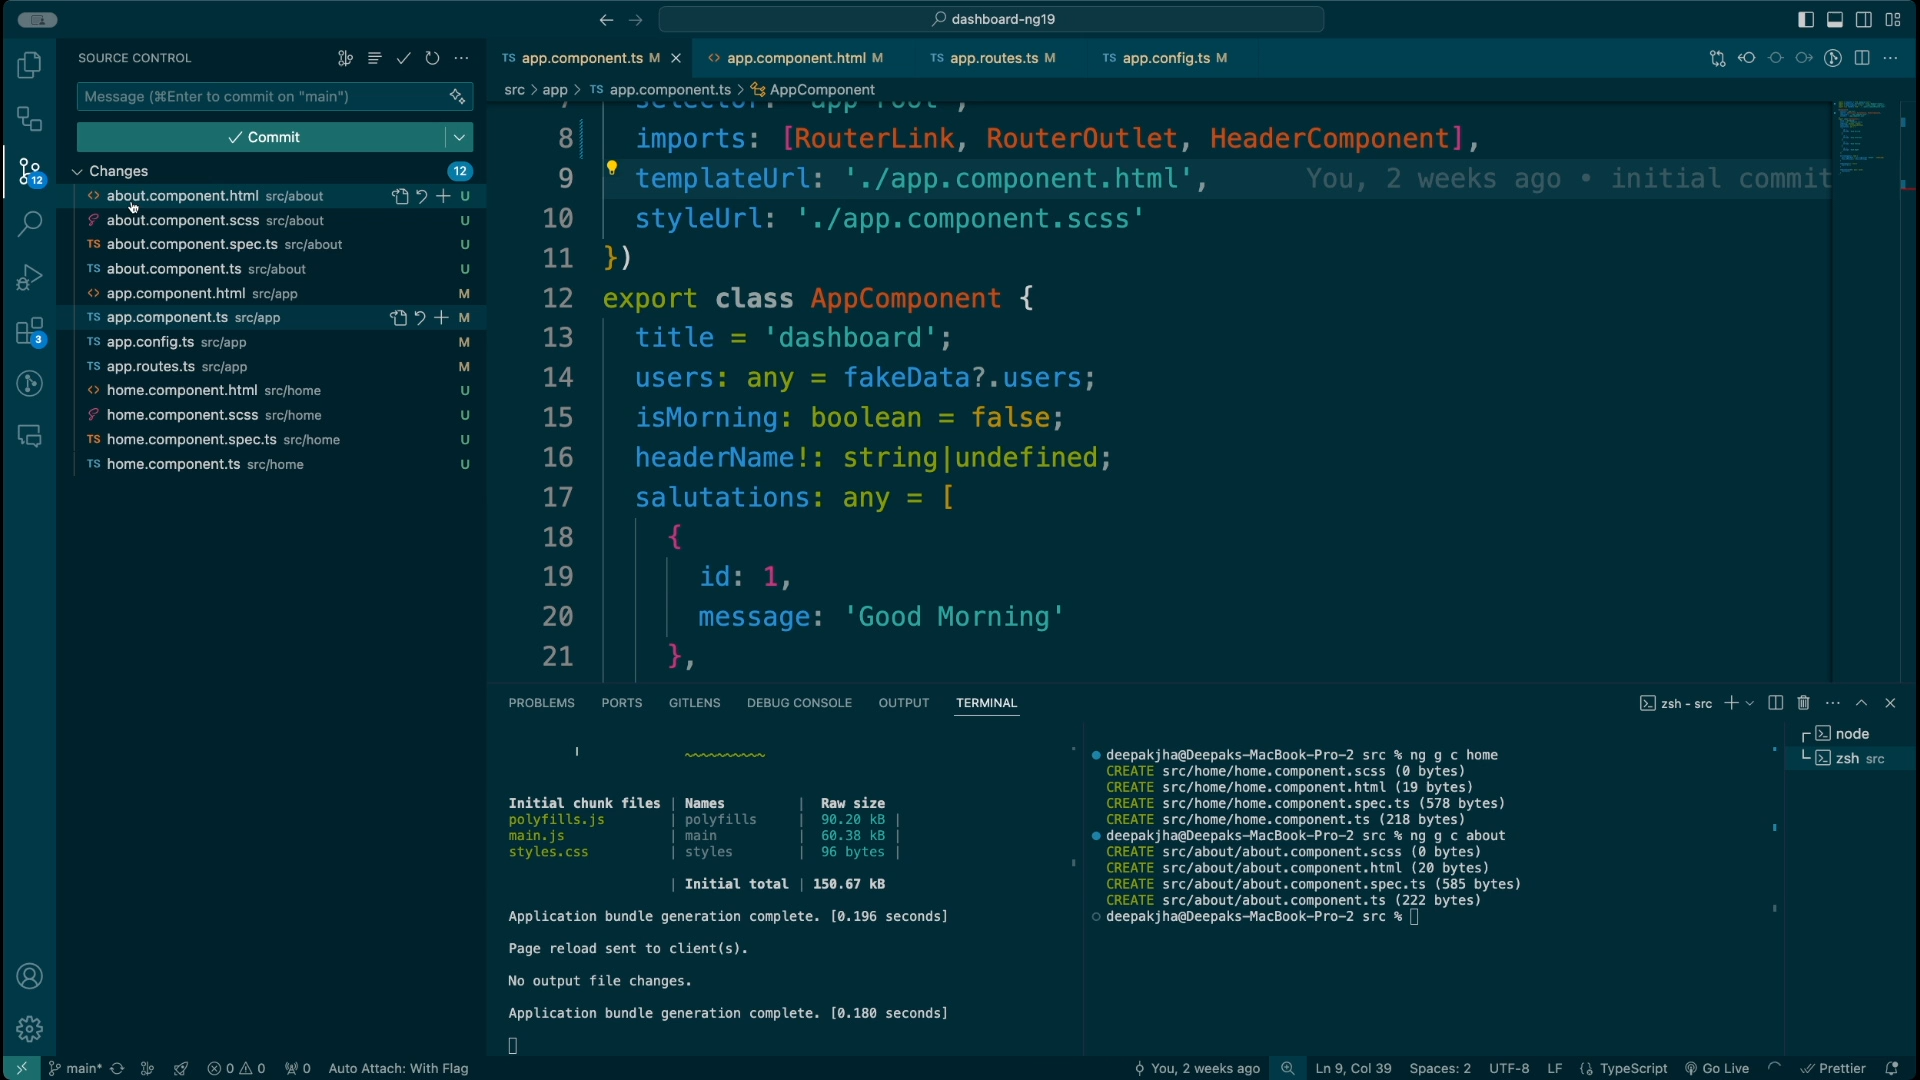 dashboard-ng19
SOURCE CONTROL
Message (⌘Enter to commit on "main")
Commit
Changes
12
about.component.html src/about U
about.component.scss src/about U
about.component.spec.ts src/about U
about.component.ts src/about U
app.component.html src/app M
app.component.ts src/app M
app.config.ts src/app M
app.routes.ts src/app M
home.component.html src/home U
home.component.scss src/home U
home.component.spec.ts src/home U
home.component.ts src/home U
12
3
TS app.component.ts M
app.component.html M
TS app.routes.ts M
TS app.config.ts M
src > app > TS app.component.ts > AppComponent
8 imports: [RouterLink, RouterOutlet, HeaderComponent],
9 templateUrl: './app.component.html', You, 2 weeks ago • initial commit
10 styleUrl: './app.component.scss'
11 })
12 export class AppComponent {
13 title = 'dashboard';
14 users: any = fakeData?.users;
15 isMorning: boolean = false;
16 headerName!: string|undefined;
17 salutations: any = [
18 {
19 id: 1,
20 message: 'Good Morning'
21 },
PROBLEMS PORTS GITLENS DEBUG CONSOLE OUTPUT TERMINAL
zsh - src
Initial chunk files | Names | Raw size
polyfills.js | polyfills | 90.20 kB |
main.js | main | 60.38 kB |
styles.css | styles | 96 bytes |
| Initial total | 150.67 kB
Application bundle generation complete. [0.196 seconds]
Page reload sent to client(s).
No output file changes.
Application bundle generation complete. [0.180 seconds]
deepakjha@Deepaks-MacBook-Pro-2 src % ng g c home
CREATE src/home/home.component.scss (0 bytes)
CREATE src/home/home.component.html (19 bytes)
CREATE src/home/home.component.spec.ts (578 bytes)
CREATE src/home/home.component.ts (218 bytes)
deepakjha@Deepaks-MacBook-Pro-2 src % ng g c about
CREATE src/about/about.component.scss (0 bytes)
CREATE src/about/about.component.html (20 bytes)
CREATE src/about/about.component.spec.ts (585 bytes)
CREATE src/about/about.component.ts (222 bytes)
deepakjha@Deepaks-MacBook-Pro-2 src %
node
zsh src
main* 0 0 0 Auto Attach: With Flag You, 2 weeks ago Ln 9, Col 39 Spaces: 2 UTF-8 LF {} TypeScript Go Live Prettier